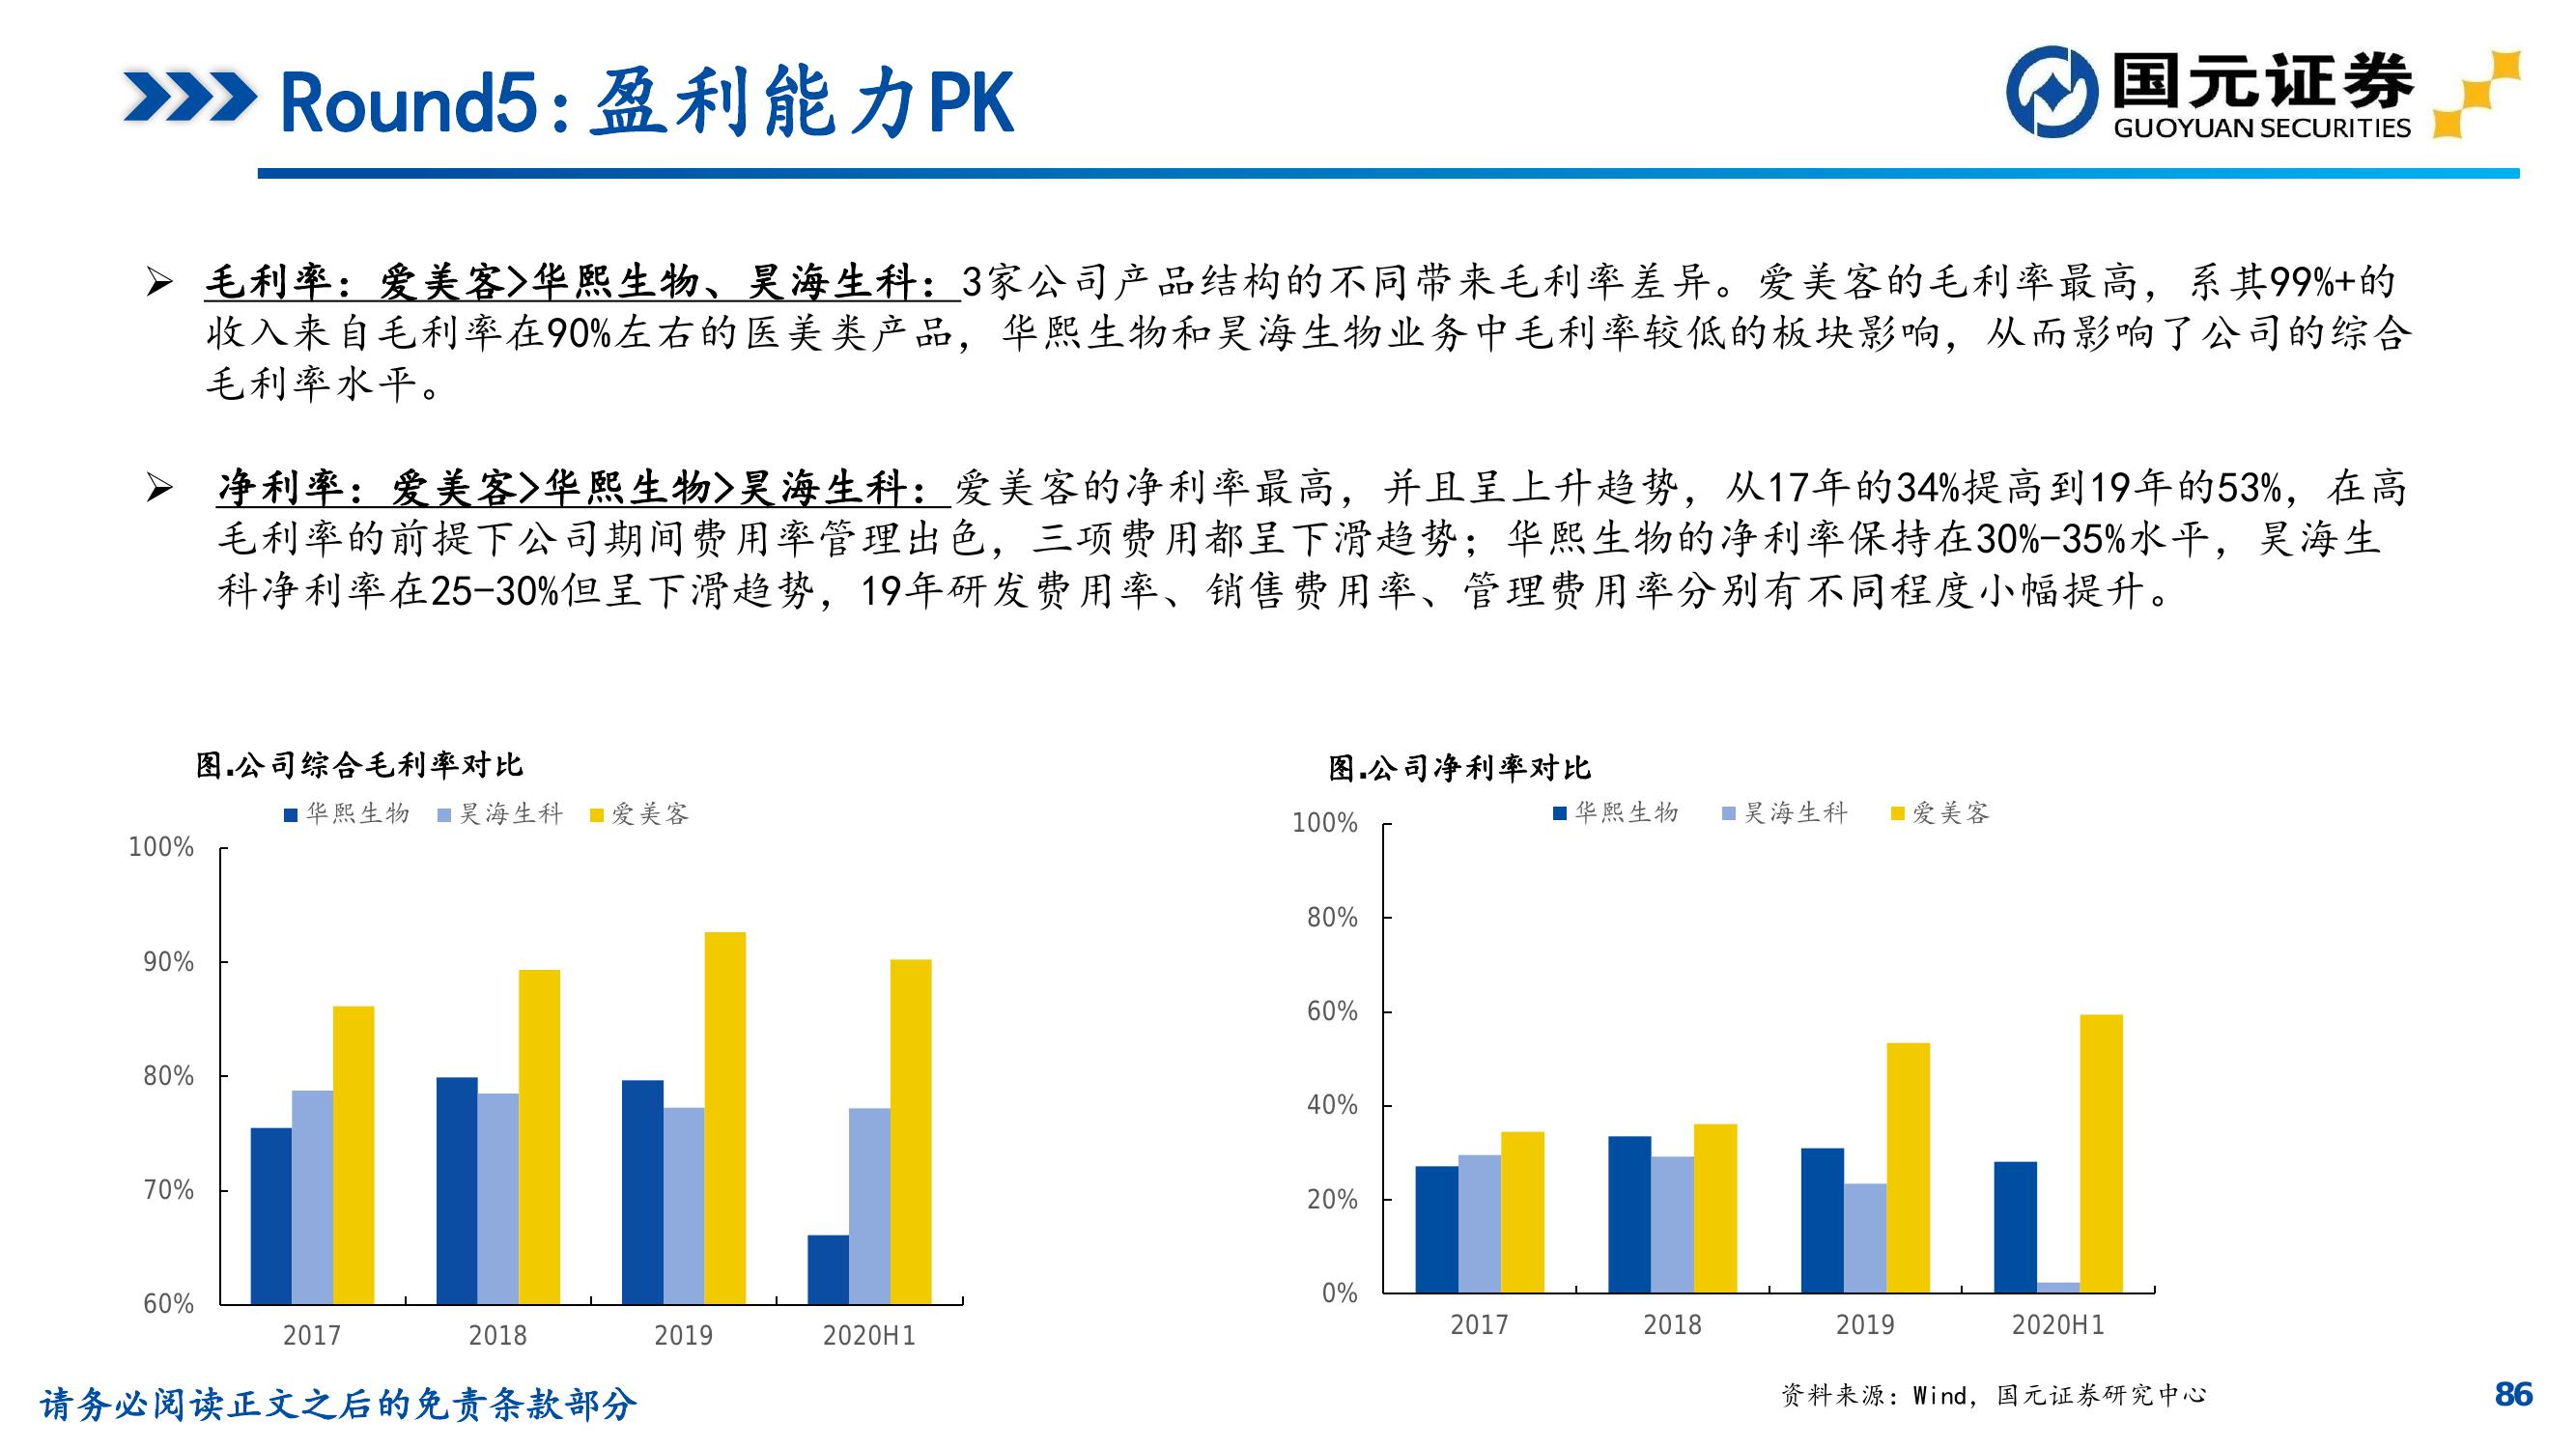 Round5:盈利能力PK
国元证券
GUOYUAN SECURITIES
毛利率：爱美客>华熙生物、昊海生科：3家公司产品结构的不同带来毛利率差异。爱美客的毛利率最高，系其99%+的
收入来自毛利率在90%左右的医美类产品，华熙生物和昊海生物业务中毛利率较低的板块影响，从而影响了公司的综合
毛利率水平。
净利率：爱美客>华熙生物>昊海生科：爱美客的净利率最高，并且呈上升趋势，从17年的34%提高到19年的53%，在高
毛利率的前提下公司期间费用率管理出色，三项费用都呈下滑趋势；华熙生物的净利率保持在30%-35%水平，昊海生
科净利率在25-30%但呈下滑趋势，19年研发费用率、销售费用率、管理费用率分别有不同程度小幅提升。
图.公司综合毛利率对比
华熙生物 昊海生科 爱美客
100%
90%
80%
70%
60%
2017 2018 2019 2020H1
图.公司净利率对比
华熙生物 昊海生科 爱美客
100%
80%
60%
40%
20%
0%
2017 2018 2019 2020H1
请务必阅读正文之后的免责条款部分
资料来源：Wind，国元证券研究中心
86